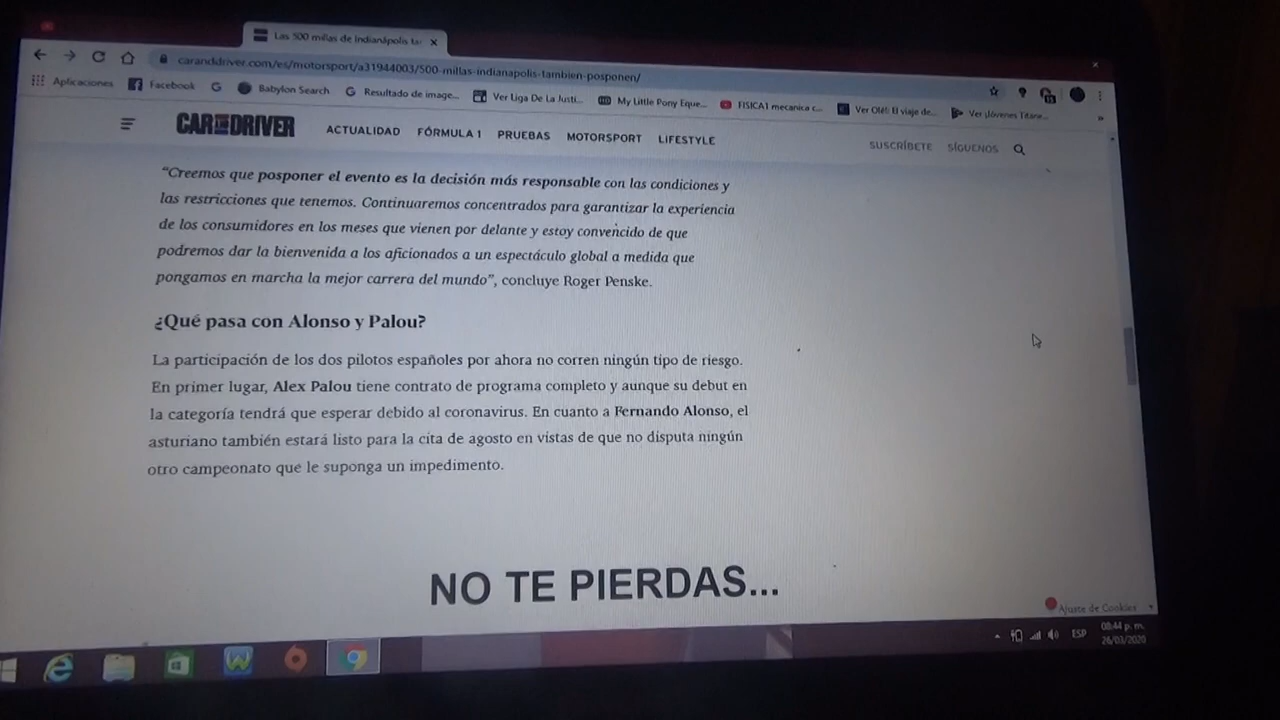 Las 500 millas de Indianápolis ta
caranddriver.com/es/motorsport/a31944003/500-millas-indianapolis-tambien-posponen/
Aplicaciones Facebook Babylon Search Resultado de image... Ver Liga De La Justi... My Little Pony Eque... FISICA1 mecanica c... Ver Olé!: El viaje de... Ver ¡Jóvenes Titane... »
CAR AND DRIVER ACTUALIDAD FÓRMULA 1 PRUEBAS MOTORSPORT LIFESTYLE SUSCRÍBETE SÍGUENOS
“Creemos que posponer el evento es la decisión más responsable con las condiciones y
las restricciones que tenemos. Continuaremos concentrados para garantizar la experiencia
de los consumidores en los meses que vienen por delante y estoy convencido de que
podremos dar la bienvenida a los aficionados a un espectáculo global a medida que
pongamos en marcha la mejor carrera del mundo”, concluye Roger Penske.
¿Qué pasa con Alonso y Palou?
La participación de los dos pilotos españoles por ahora no corren ningún tipo de riesgo.
En primer lugar, Alex Palou tiene contrato de programa completo y aunque su debut en
la categoría tendrá que esperar debido al coronavirus. En cuanto a Fernando Alonso, el
asturiano también estará listo para la cita de agosto en vistas de que no disputa ningún
otro campeonato que le suponga un impedimento.
NO TE PIERDAS...
Ajuste de Cookies
ESP
08:44 p. m.
26/03/2020